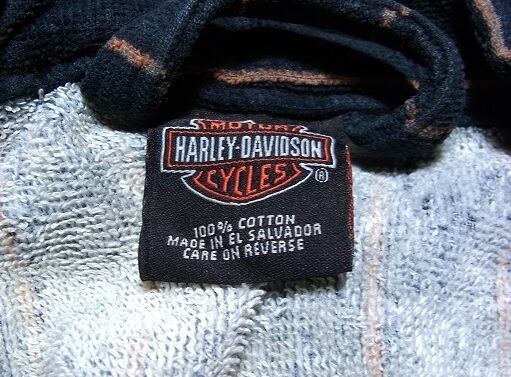 MOTOR
HARLEY-DAVIDSON
CYCLES
®
100% COTTON
MADE IN EL SALVADOR
CARE ON REVERSE